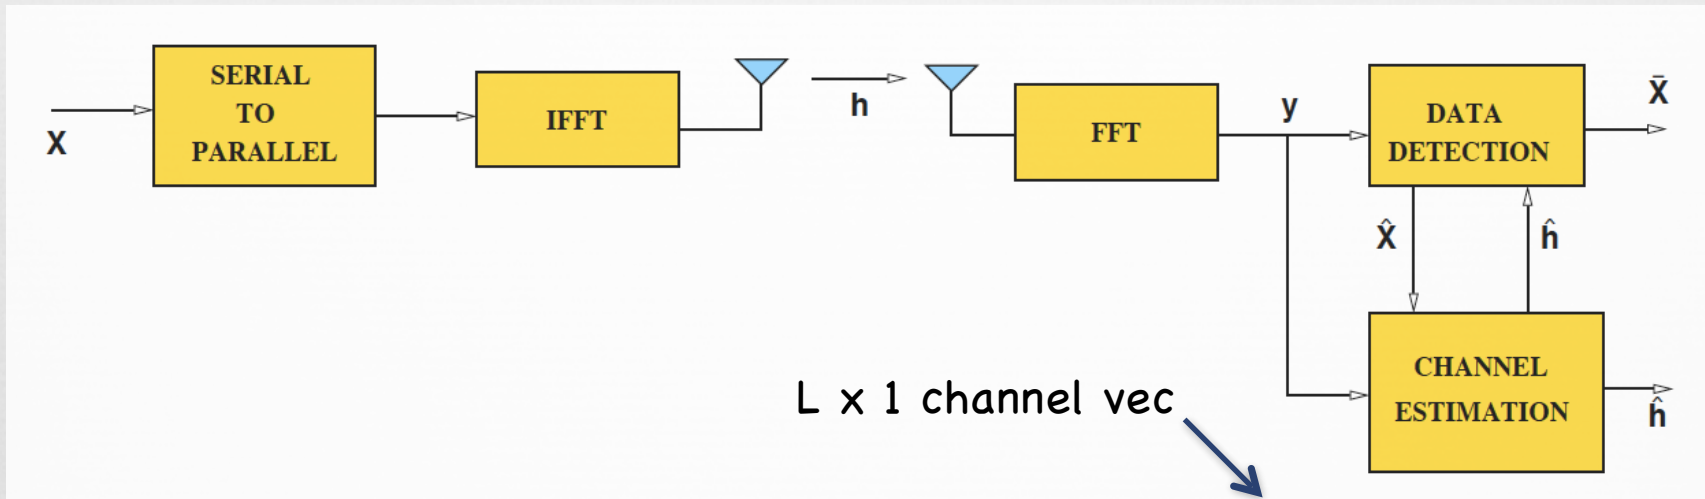 X
SERIAL
TO
PARALLEL
IFFT
h
FFT
y
DATA
DETECTION
X̄
X̂
ĥ
CHANNEL
ESTIMATION
ĥ
L x 1 channel vec